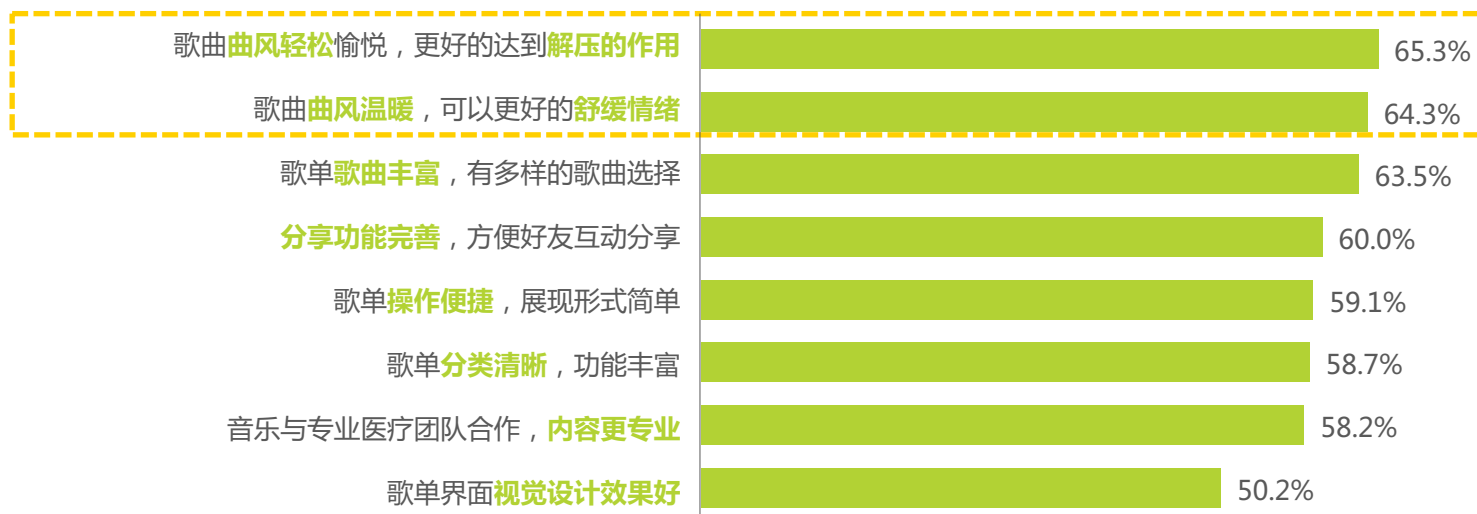 歌曲曲风轻松愉悦，更好的达到解压的作用 65.3%
歌曲曲风温暖，可以更好的舒缓情绪 64.3%
歌单歌曲丰富，有多样的歌曲选择 63.5%
分享功能完善，方便好友互动分享 60.0%
歌单操作便捷，展现形式简单 59.1%
歌单分类清晰，功能丰富 58.7%
音乐与专业医疗团队合作，内容更专业 58.2%
歌单界面视觉设计效果好 50.2%